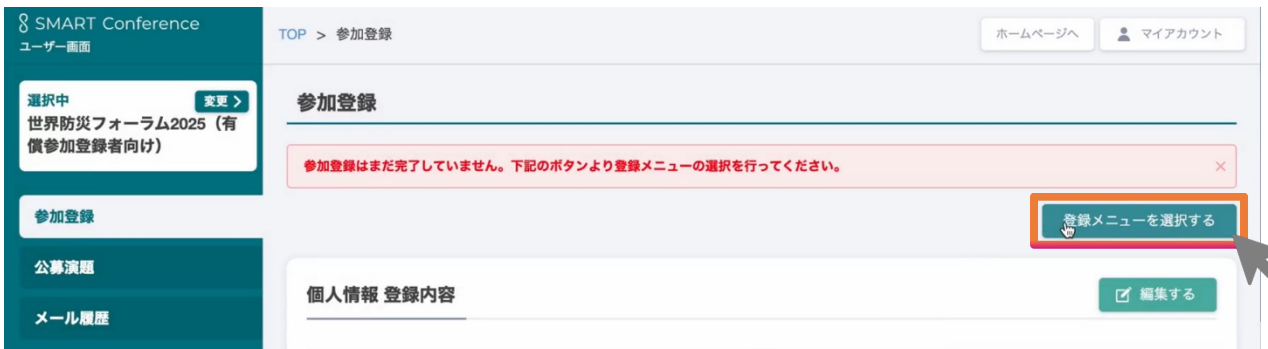 SMART Conference
ユーザー画面
TOP > 参加登録
ホームページへ
マイアカウント
選択中
変更 >
世界防災フォーラム2025（有
償参加登録者向け）
参加登録
参加登録はまだ完了していません。下記のボタンより登録メニューの選択を行ってください。
×
登録メニューを選択する
参加登録
公募演題
メール履歴
個人情報 登録内容
編集する